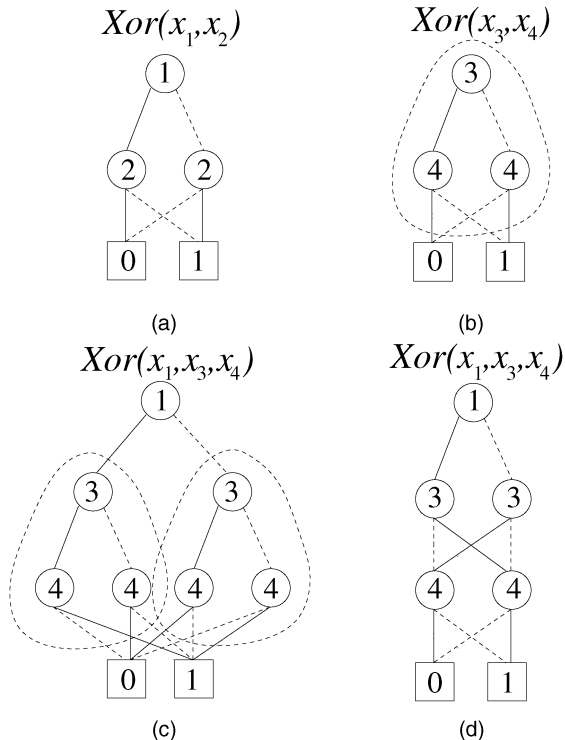 Xor(x₁,x₂)
Xor(x₃,x₄)
1
3
2 2
4 4
0 1
0 1
(a)
(b)
Xor(x₁,x₃,x₄)
Xor(x₁,x₃,x₄)
1
1
3 3
3 3
4 4 4 4
4 4
0 1
0 1
(c)
(d)